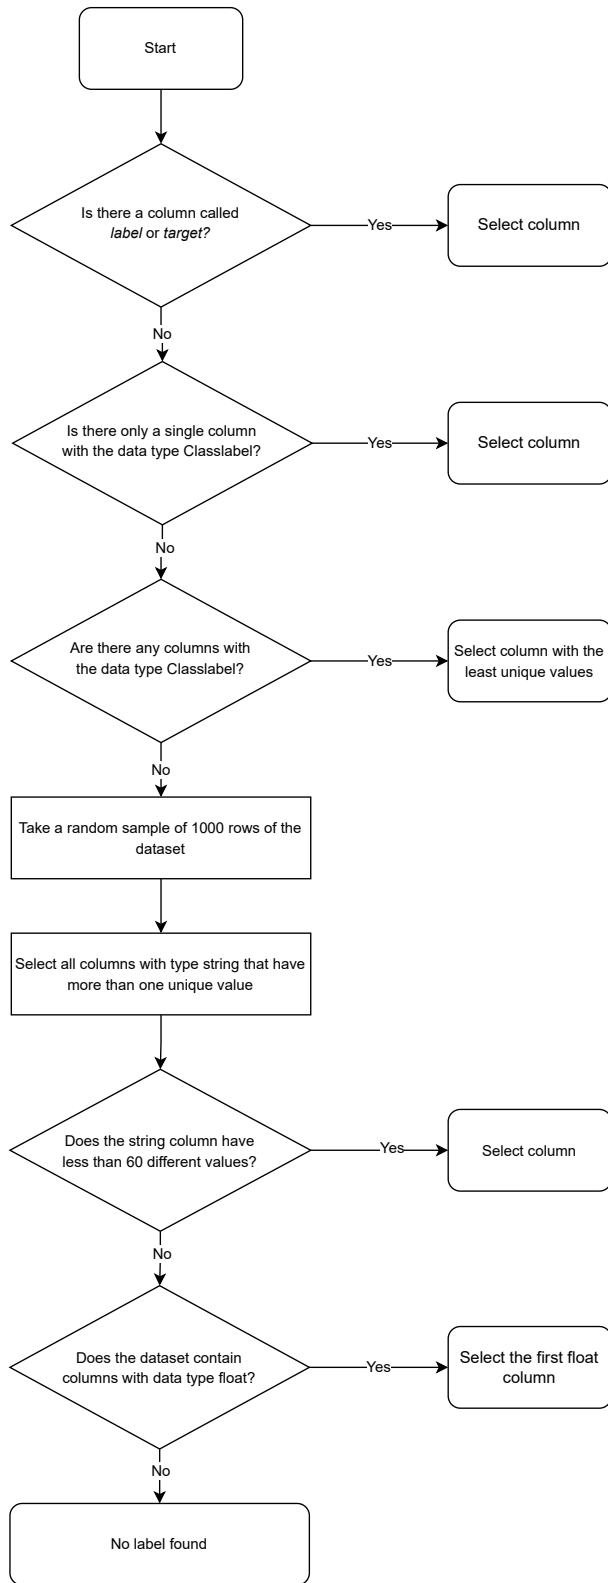 Start
Is there a column called
label or target?
Yes
Select column
No
Is there only a single column
with the data type Classlabel?
Yes
Select column
No
Are there any columns with
the data type Classlabel?
Yes
Select column with the
least unique values
No
Take a random sample of 1000 rows of the
dataset
Select all columns with type string that have
more than one unique value
Does the string column have
less than 60 different values?
Yes
Select column
No
Does the dataset contain
columns with data type float?
Yes
Select the first float
column
No
No label found